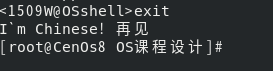 <1509W@OSshell>exit
I`m Chinese! 再见
[root@CenOs8 OS课程设计]#